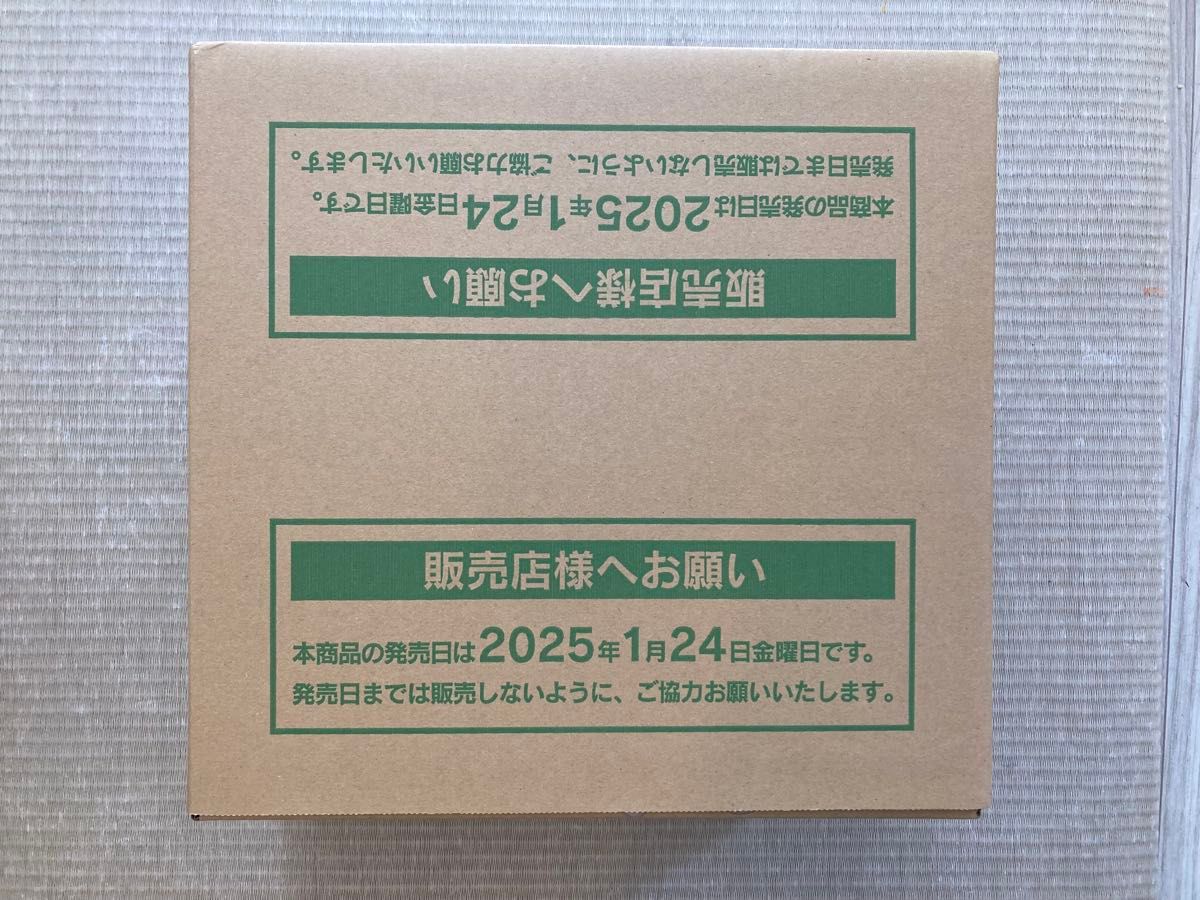 販売店様へお願い
本商品の発売日は2025年1月24日金曜日です。
発売日までは販売しないように、ご協力お願いいたします。
販売店様へお願い
本商品の発売日は2025年1月24日金曜日です。
発売日までは販売しないように、ご協力お願いいたします。